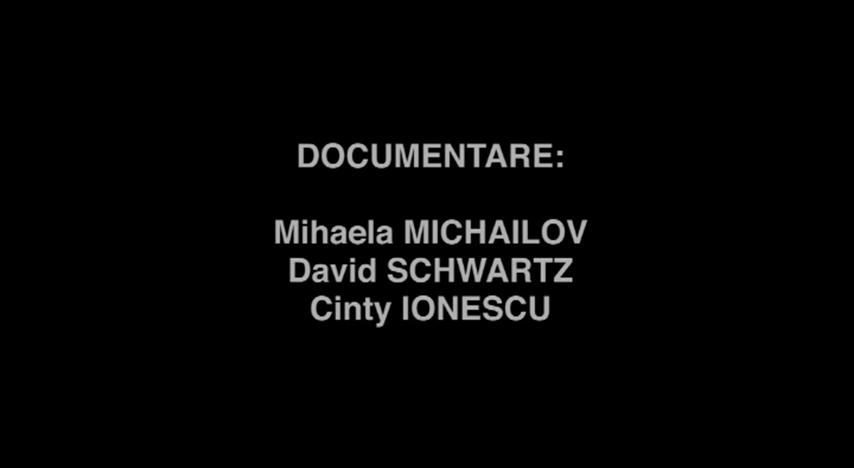 DOCUMENTARE:
Mihaela MICHAILOV
David SCHWARTZ
Cinty IONESCU